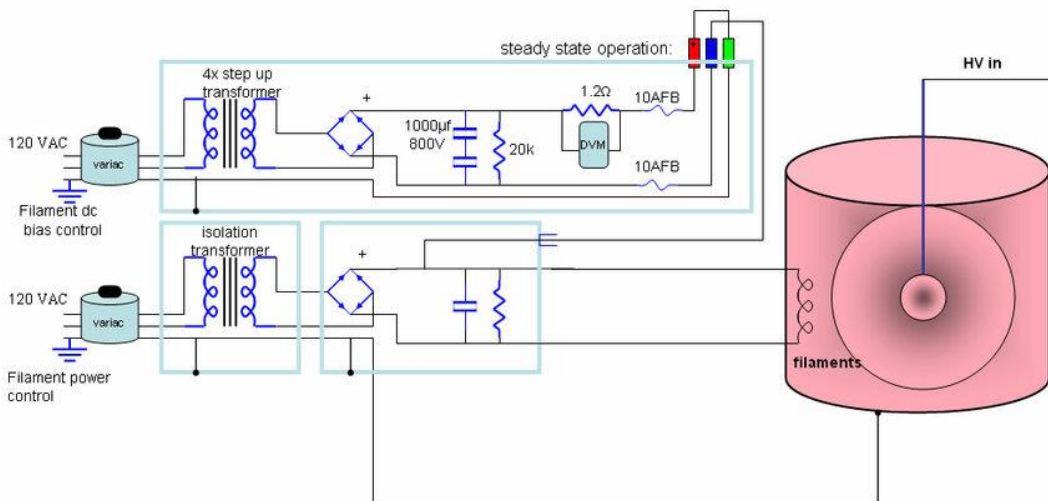 steady state operation:
+
HV in
4x step up
transformer
+
1.2Ω
10AFB
1000µf
800V
120 VAC
variac
20k
DVM
10AFB
Filament dc
bias control
isolation
transformer
+
120 VAC
variac
filaments
Filament power
control